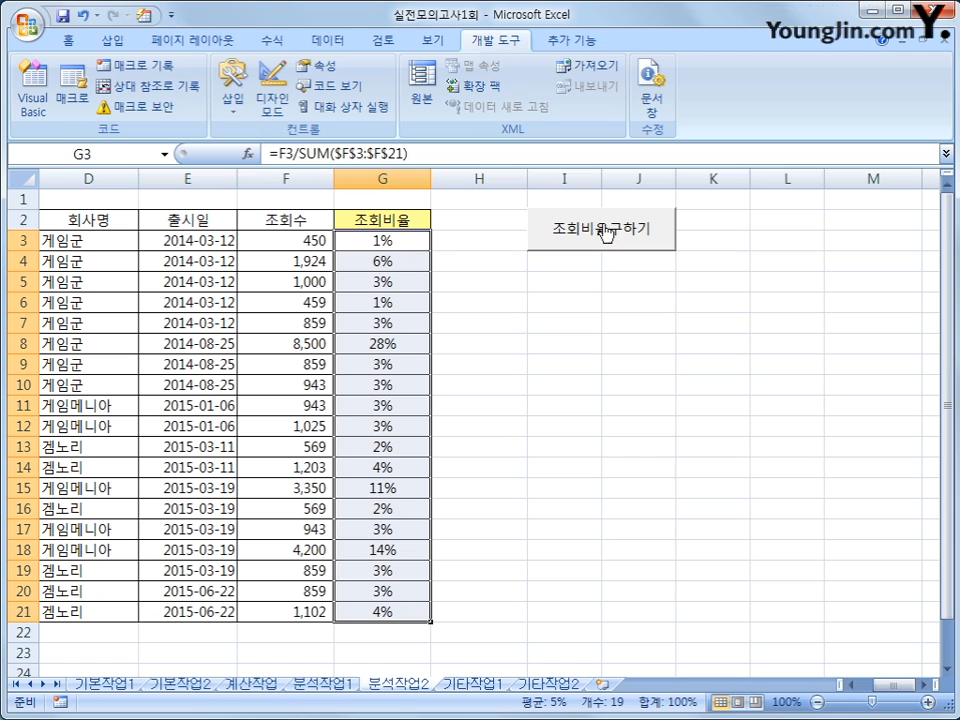 실전모의고사1회 - Microsoft Excel
YoungJin.com Y.
홈 삽입 페이지 레이아웃 수식 데이터 검토 보기 개발 도구 추가 기능
Visual Basic
매크로
매크로 기록
상대 참조로 기록
매크로 보안
코드
삽입
디자인 모드
속성
코드 보기
대화 상자 실행
컨트롤
원본
맵 속성
확장 팩
데이터 새로 고침
가져오기
내보내기
XML
문서 창
수정
G3 fx =F3/SUM($F$3:$F$21)
D E F G H I J K L M
1
2 회사명 출시일 조회수 조회비율
조회비율구하기
3 게임군 2014-03-12 450 1%
4 게임군 2014-03-12 1,924 6%
5 게임군 2014-03-12 1,000 3%
6 게임군 2014-03-12 459 1%
7 게임군 2014-03-12 859 3%
8 게임군 2014-08-25 8,500 28%
9 게임군 2014-08-25 859 3%
10 게임군 2014-08-25 943 3%
11 게임메니아 2015-01-06 943 3%
12 게임메니아 2015-01-06 1,025 3%
13 겜노리 2015-03-11 569 2%
14 겜노리 2015-03-11 1,203 4%
15 게임메니아 2015-03-19 3,350 11%
16 겜노리 2015-03-19 569 2%
17 게임메니아 2015-03-19 943 3%
18 게임메니아 2015-03-19 4,200 14%
19 겜노리 2015-03-19 859 3%
20 겜노리 2015-06-22 859 3%
21 겜노리 2015-06-22 1,102 4%
22
23
24
기본작업1 기본작업2 계산작업 분석작업1 분석작업2 기타작업1 기타작업2
준비 평균: 5% 개수: 19 합계: 100% 100%